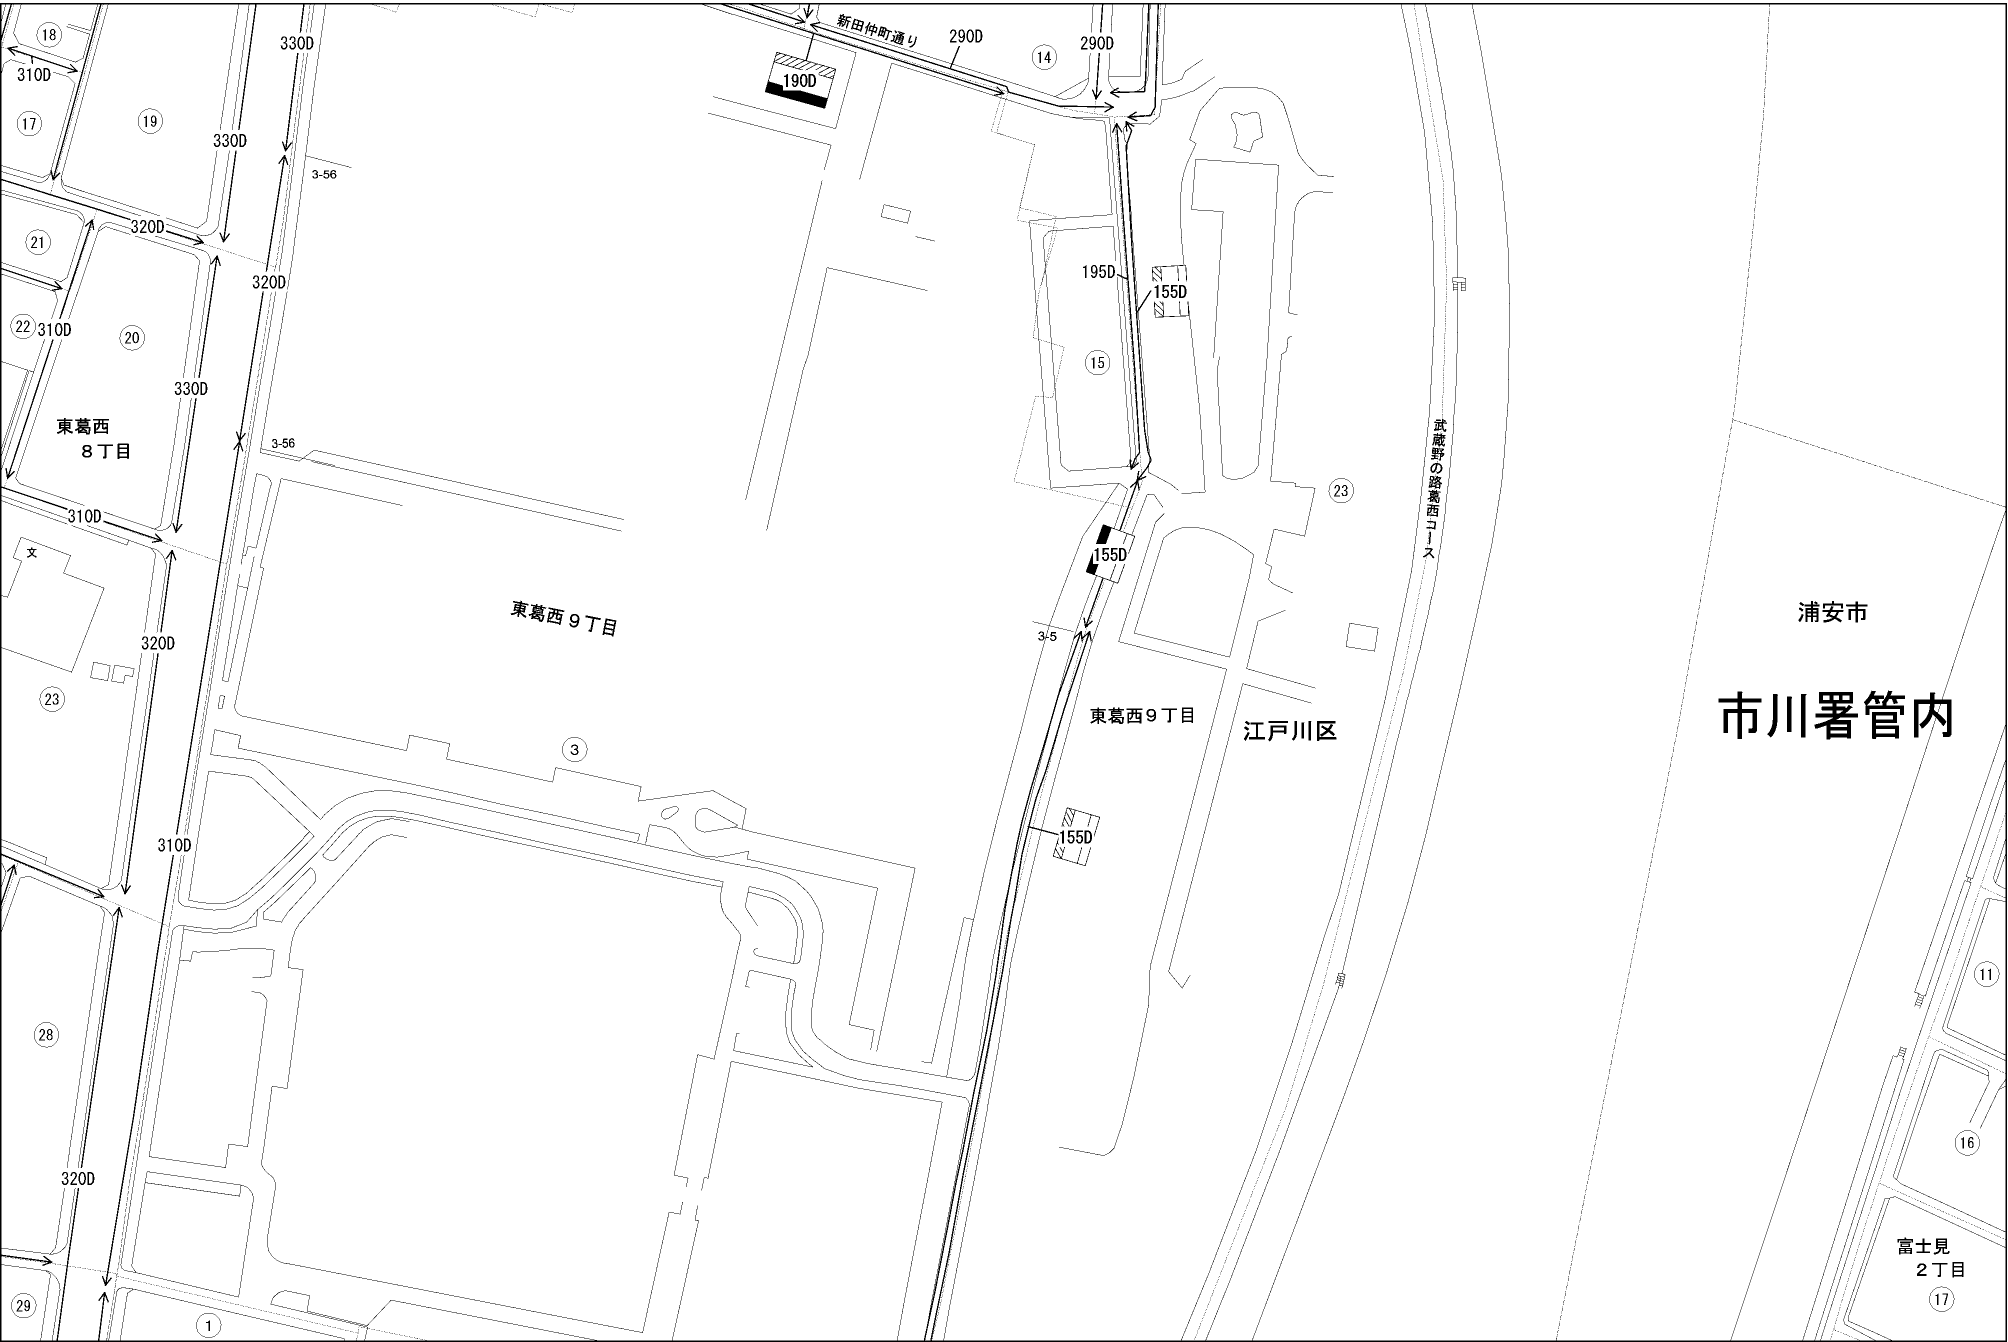 18
330D
新田仲町通り
290D
290D
14
310D
190D
17
19
330D
3-56
320D
21
195D
155D
320D
22
310D
20
15
330D
東葛西
8丁目
3-56
武蔵野の路葛西コース
23
310D
文
155D
東葛西9丁目
浦安市
320D
3-5
23
東葛西9丁目
江戸川区
市川署管内
3
310D
155D
11
28
16
320D
富士見
2丁目
29
1
17